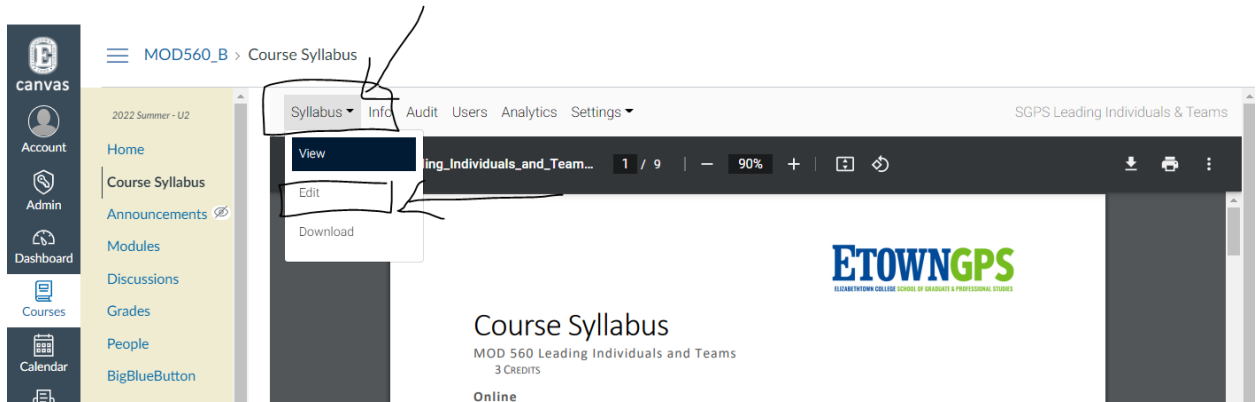 MOD560_B > Course Syllabus
canvas
Account
Admin
Dashboard
Courses
Calendar
2022 Summer - U2
Home
Course Syllabus
Announcements
Modules
Discussions
Grades
People
BigBlueButton
Syllabus Info Audit Users Analytics Settings
SGPS Leading Individuals & Teams
View
Edit
Download
ing_Individuals_and_Team... 1 / 9 | − 90% + |
ETOWNGPS
ELIZABETHTOWN COLLEGE SCHOOL OF GRADUATE & PROFESSIONAL STUDIES
Course Syllabus
MOD 560 Leading Individuals and Teams
3 CREDITS
Online